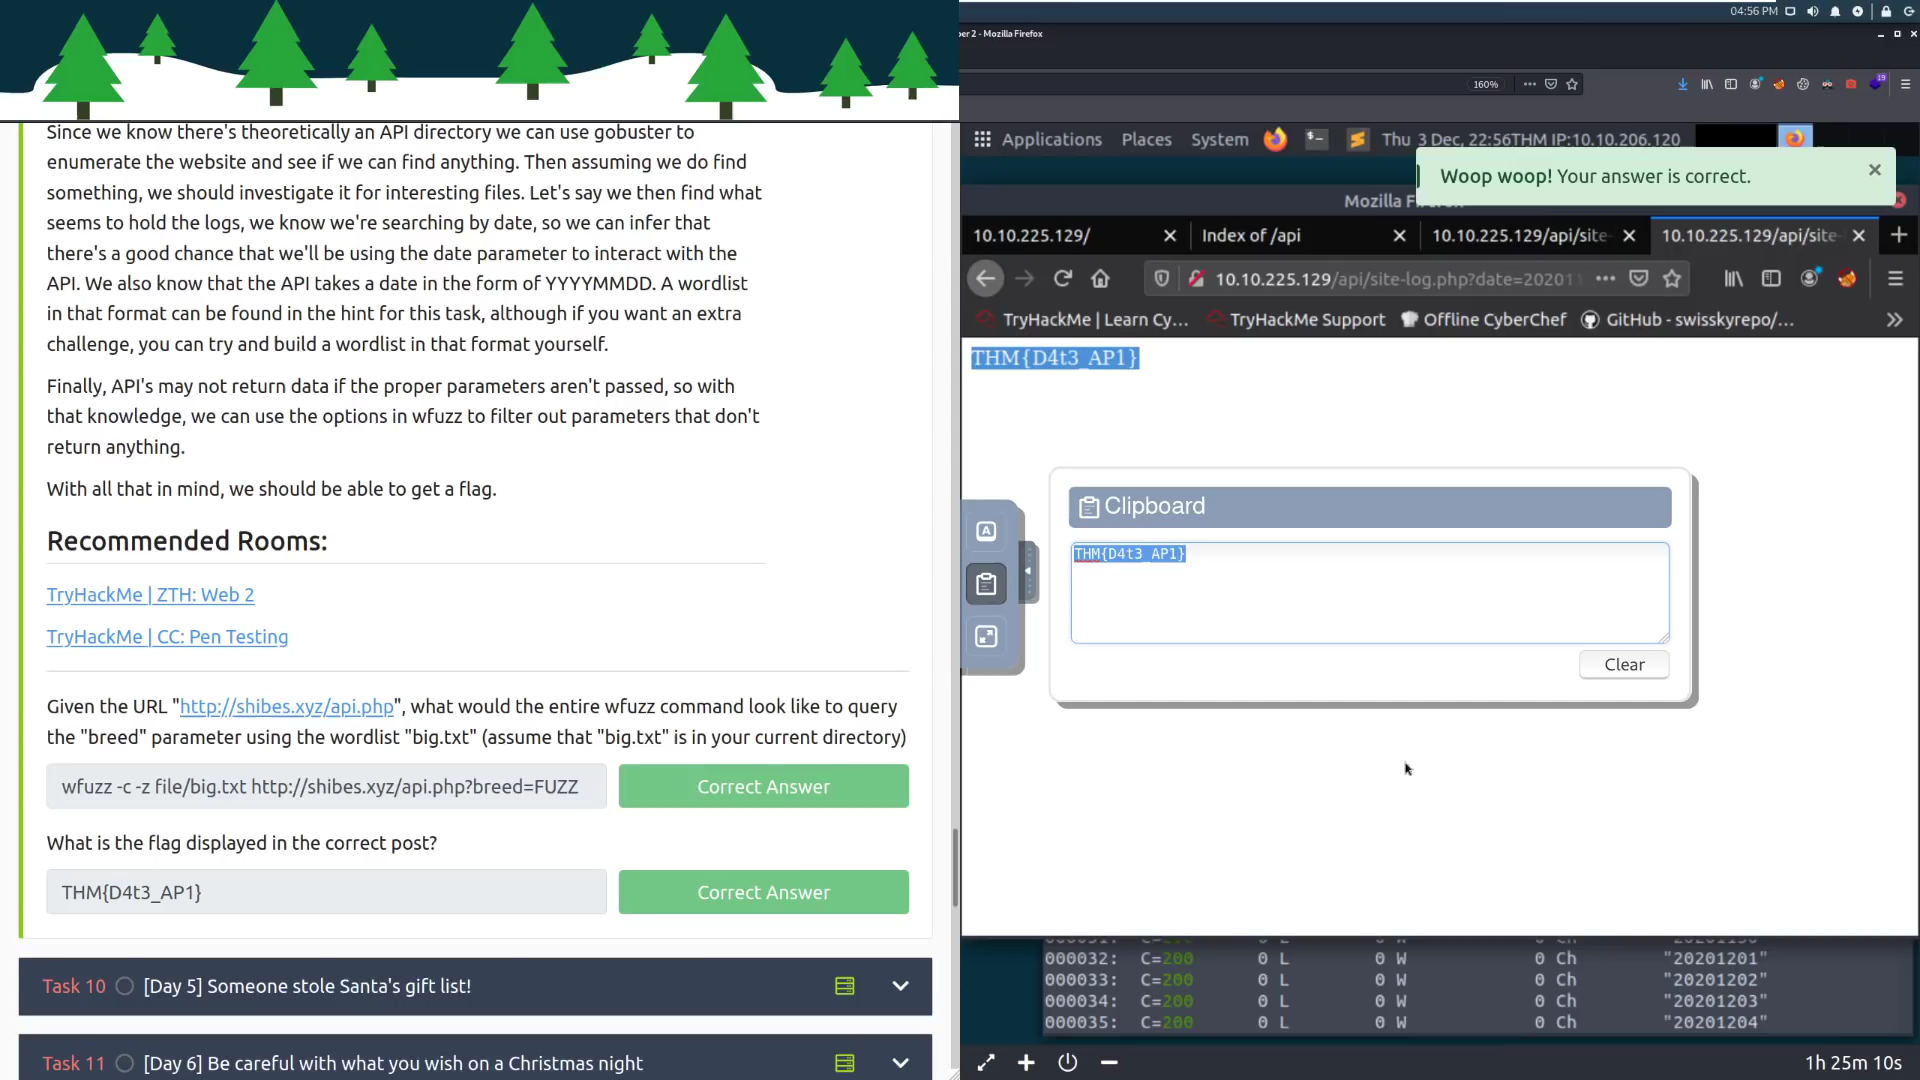 Since we know there's theoretically an API directory we can use gobuster to
enumerate the website and see if we can find anything. Then assuming we do find
something, we should investigate it for interesting files. Let's say we then find what
seems to hold the logs, we know we're searching by date, so we can infer that
there's a good chance that we'll be using the date parameter to interact with the
API. We also know that the API takes a date in the form of YYYYMMDD. A wordlist
in that format can be found in the hint for this task, although if you want an extra
challenge, you can try and build a wordlist in that format yourself.
Finally, API's may not return data if the proper parameters aren't passed, so with
that knowledge, we can use the options in wfuzz to filter out parameters that don't
return anything.
With all that in mind, we should be able to get a flag.
Recommended Rooms:
TryHackMe | ZTH: Web 2
TryHackMe | CC: Pen Testing
Given the URL "http://shibes.xyz/api.php", what would the entire wfuzz command look like to query
the "breed" parameter using the wordlist "big.txt" (assume that "big.txt" is in your current directory)
wfuzz -c -z file/big.txt http://shibes.xyz/api.php?breed=FUZZ
Correct Answer
What is the flag displayed in the correct post?
THM{D4t3_AP1}
Correct Answer
Task 10 [Day 5] Someone stole Santa's gift list!
Task 11 [Day 6] Be careful with what you wish on a Christmas night
04:56 PM
per 2 - Mozilla Firefox
160%
19
Applications Places System Thu 3 Dec, 22:56 THM IP:10.10.206.120
Woop woop! Your answer is correct.
Mozilla
10.10.225.129/
Index of /api
10.10.225.129/api/site-
10.10.225.129/api/site-
10.10.225.129/api/site-log.php?date=20201
TryHackMe | Learn Cy...
TryHackMe Support
Offline CyberChef
GitHub - swisskyrepo/...
THM{D4t3_AP1}
Clipboard
THM{D4t3_AP1}
Clear
000032: C=200 0 L 0 W 0 Ch "20201201"
000033: C=200 0 L 0 W 0 Ch "20201202"
000034: C=200 0 L 0 W 0 Ch "20201203"
000035: C=200 0 L 0 W 0 Ch "20201204"
1h 25m 10s